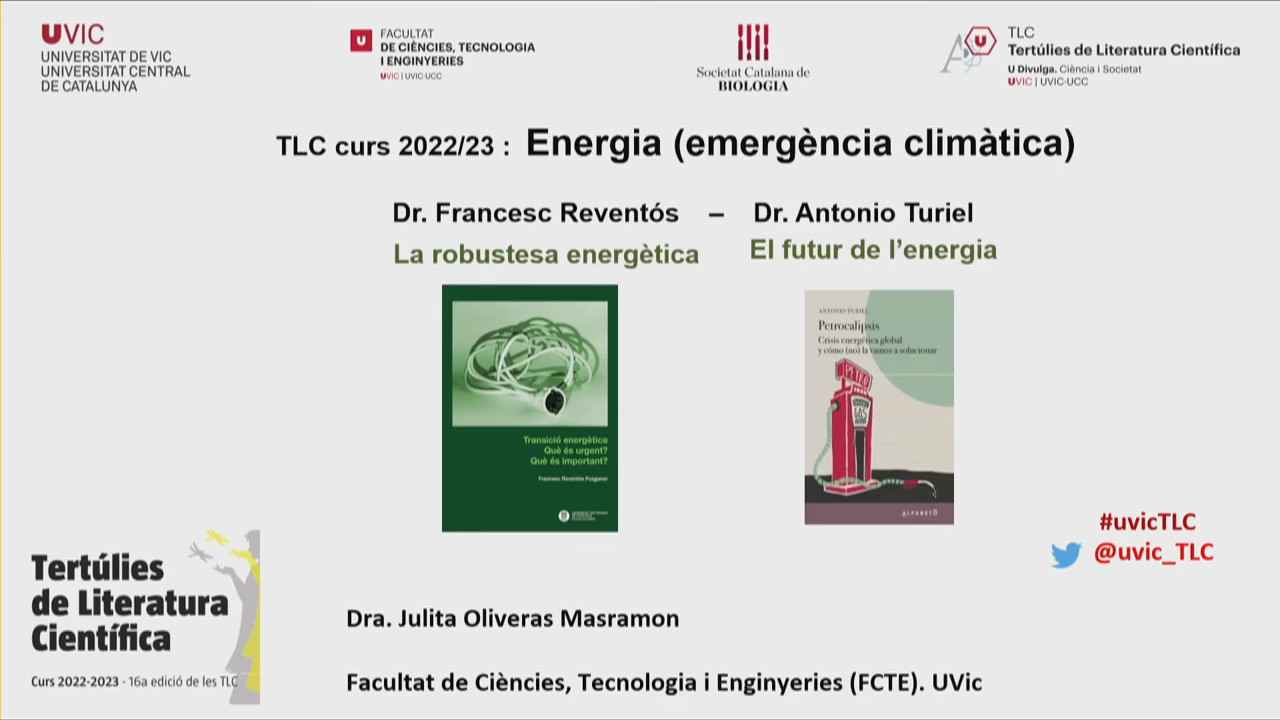 UVIC
UNIVERSITAT DE VIC
UNIVERSITAT CENTRAL
DE CATALUNYA
FACULTAT
DE CIÈNCIES, TECNOLOGIA
I ENGINYERIES
UVIC | UVIC·UCC
Societat Catalana de
BIOLOGIA
TLC
Tertúlies de Literatura Científica
U Divulga. Ciència i Societat
UVIC | UVIC·UCC
TLC curs 2022/23 : Energia (emergència climàtica)
Dr. Francesc Reventós – Dr. Antonio Turiel
La robustesa energètica
El futur de l'energia
Transició energètica
Què és urgent?
Què és important?
Francesc Reventós Puigjaner
ANTONIO TURIEL
Petrocalipsis
Crisis energética global
y cómo (no) la vamos a solucionar
PETRO
GAS
ALFABETO
#uvicTLC
@uvic_TLC
Tertúlies
de Literatura
Científica
Curs 2022-2023 - 16a edició de les TLC
Dra. Julita Oliveras Masramon
Facultat de Ciències, Tecnologia i Enginyeries (FCTE). UVic